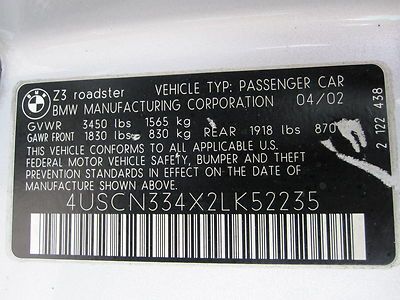 BMW
Z3 roadster VEHICLE TYP: PASSENGER CAR
BMW MANUFACTURING CORPORATION 04/02
GVWR 3450 lbs 1565 kg
GAWR FRONT 1830 lbs 830 kg REAR 1918 lbs 870
THIS VEHICLE CONFORMS TO ALL APPLICABLE
U.S. FEDERAL MOTOR VEHICLE SAFETY, BUMPER AND THEFT
PREVENTION STANDARDS IN EFFECT ON THE DATE OF
MANUFACTURE SHOWN ABOVE.
4USCN334X2LK52235
2 122 438